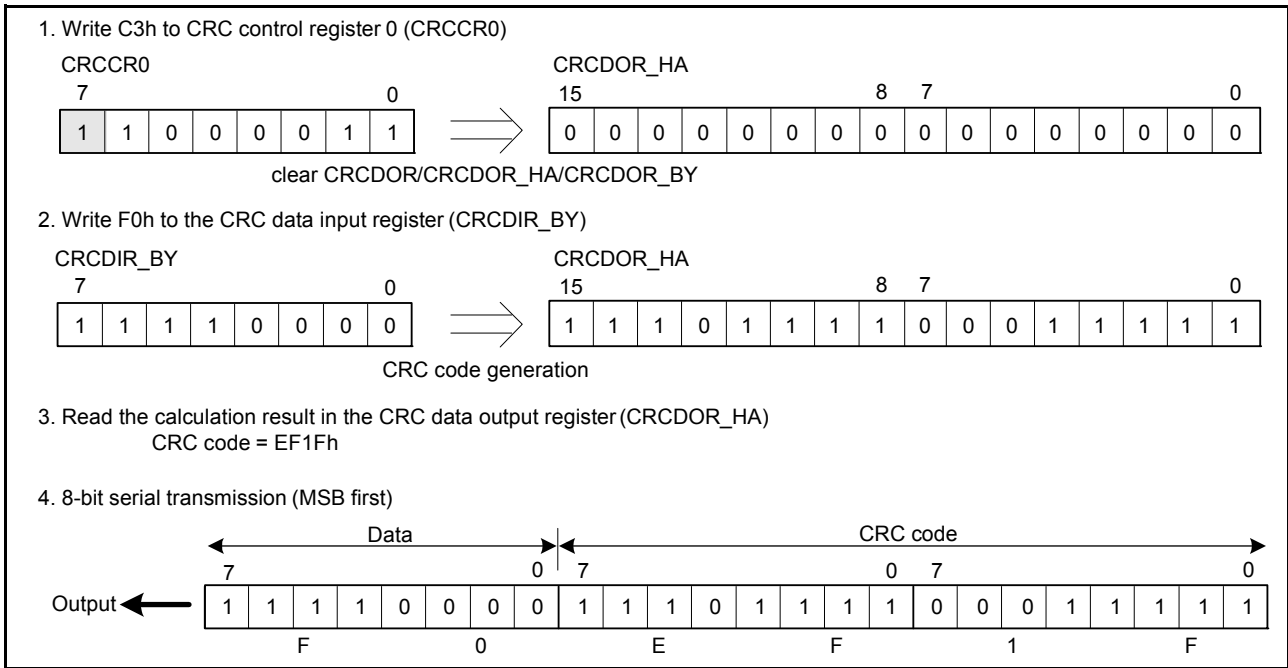 1. Write C3h to CRC control register 0 (CRCCR0)
CRCCR0 CRCDOR_HA
7 0 15 8 7 0
1 1 0 0 0 0 1 1 0 0 0 0 0 0 0 0 0 0 0 0 0 0 0 0
clear CRCDOR/CRCDOR_HA/CRCDOR_BY
2. Write F0h to the CRC data input register (CRCDIR_BY)
CRCDIR_BY CRCDOR_HA
7 0 15 8 7 0
1 1 1 1 0 0 0 0 1 1 1 0 1 1 1 1 0 0 0 1 1 1 1 1
CRC code generation
3. Read the calculation result in the CRC data output register (CRCDOR_HA)
CRC code = EF1Fh
4. 8-bit serial transmission (MSB first)
Data CRC code
7 0 7 0 7 0
Output 1 1 1 1 0 0 0 0 1 1 1 0 1 1 1 1 0 0 0 1 1 1 1 1
F 0 E F 1 F